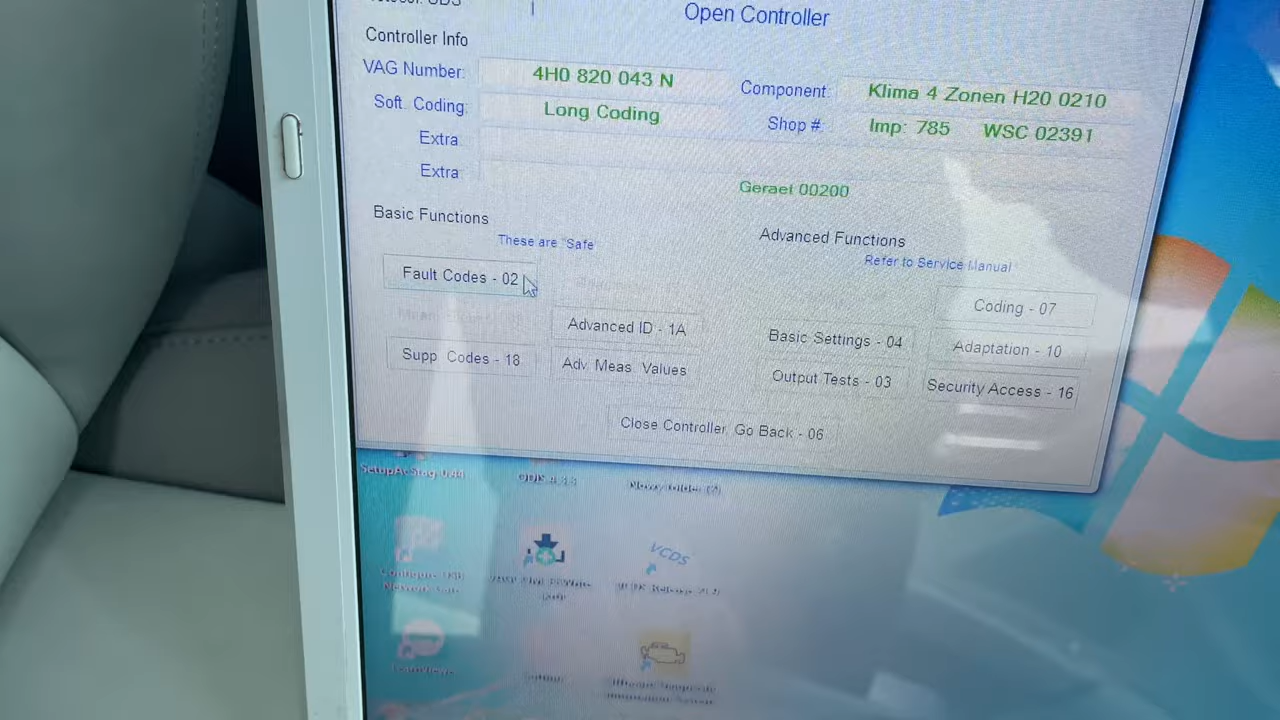 Open Controller
Controller Info
VAG Number: 4H0 820 043 N
Component: Klima 4 Zonen H20 0210
Soft. Coding: Long Coding
Shop #: Imp: 785 WSC 02391
Extra:
Extra:
Geraet 00200
Basic Functions
These are "Safe
Advanced Functions
Refer to Service Manual
Fault Codes - 02
Coding - 07
Advanced ID - 1A
Basic Settings - 04
Adaptation - 10
Supp. Codes - 18
Adv. Meas. Values
Output Tests - 03
Security Access - 16
Close Controller, Go Back - 06
VCDS